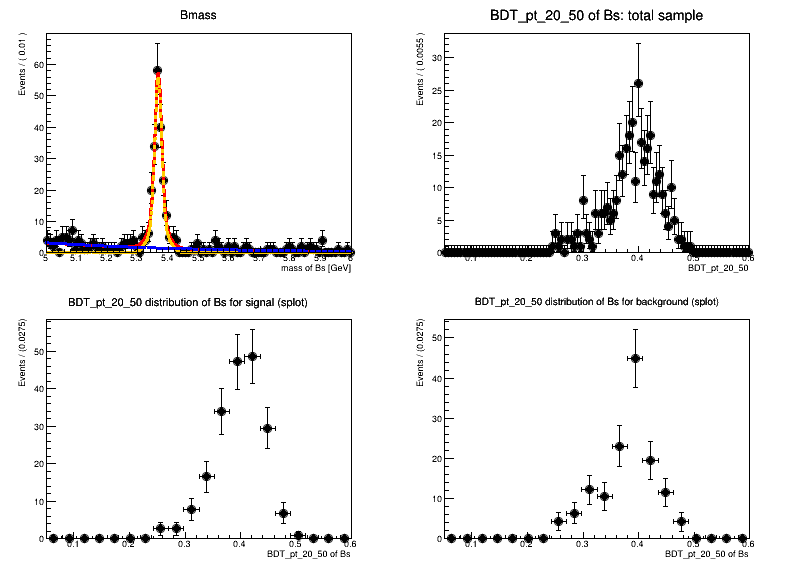 Bmass
Events / ( 0.01 )
60
50
40
30
20
10
0
5 5.1 5.2 5.3 5.4 5.5 5.6 5.7 5.8 5.9 6
mass of Bs [GeV]
BDT_pt_20_50 of Bs: total sample
Events / ( 0.0055 )
30
25
20
15
10
5
0
0.1 0.2 0.3 0.4 0.5 0.6
BDT_pt_20_50
BDT_pt_20_50 distribution of Bs for signal (splot)
Events / (0.0275)
50
40
30
20
10
0
0.1 0.2 0.3 0.4 0.5 0.6
BDT_pt_20_50 of Bs
BDT_pt_20_50 distribution of Bs for background (splot)
Events / (0.0275)
50
40
30
20
10
0
0.1 0.2 0.3 0.4 0.5 0.6
BDT_pt_20_50 of Bs